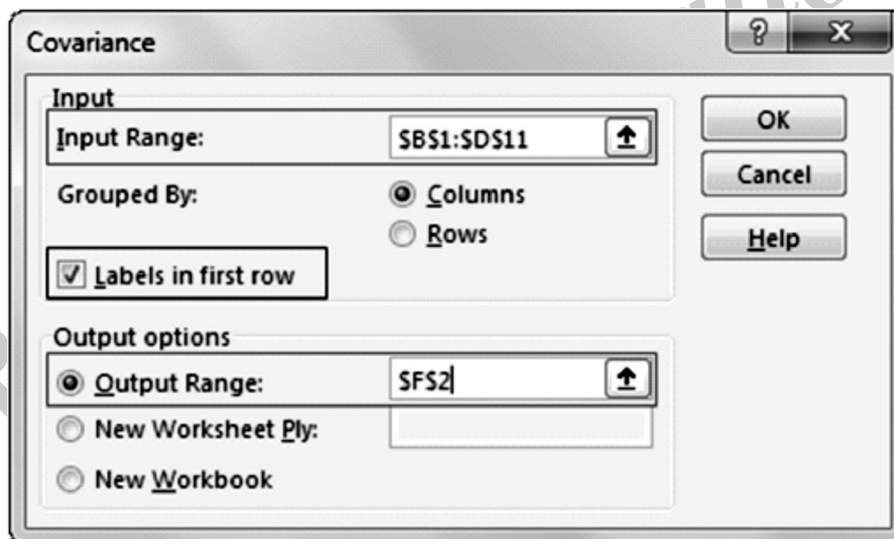 Covariance
Input
Input Range: $B$1:$D$11
Grouped By: Columns
Rows
Labels in first row
Output options
Output Range: $F$2
New Worksheet Ply:
New Workbook
OK
Cancel
Help